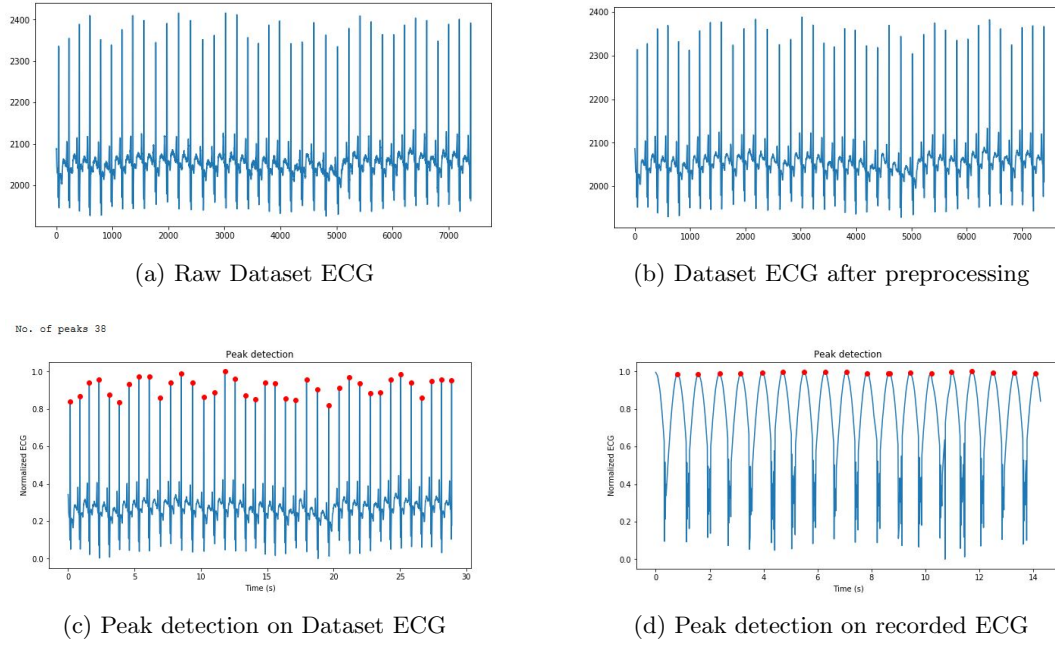 2400
2300
2200
2100
2000
0 1000 2000 3000 4000 5000 6000 7000
(a) Raw Dataset ECG
2400
2300
2200
2100
2000
0 1000 2000 3000 4000 5000 6000 7000
(b) Dataset ECG after preprocessing
No. of peaks 38
Peak detection
Normalized ECG
1.0
0.8
0.6
0.4
0.2
0.0
0 5 10 15 20 25 30
Time (s)
(c) Peak detection on Dataset ECG
Peak detection
Normalized ECG
1.0
0.8
0.6
0.4
0.2
0.0
0 2 4 6 8 10 12 14
Time (s)
(d) Peak detection on recorded ECG